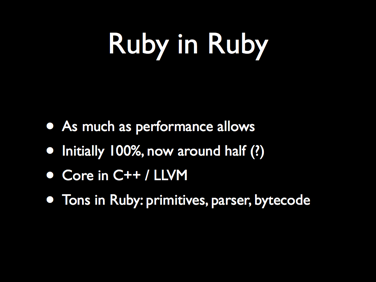 Ruby in Ruby
• As much as performance allows
• Initially 100%, now around half (?)
• Core in C++ / LLVM
• Tons in Ruby: primitives, parser, bytecode